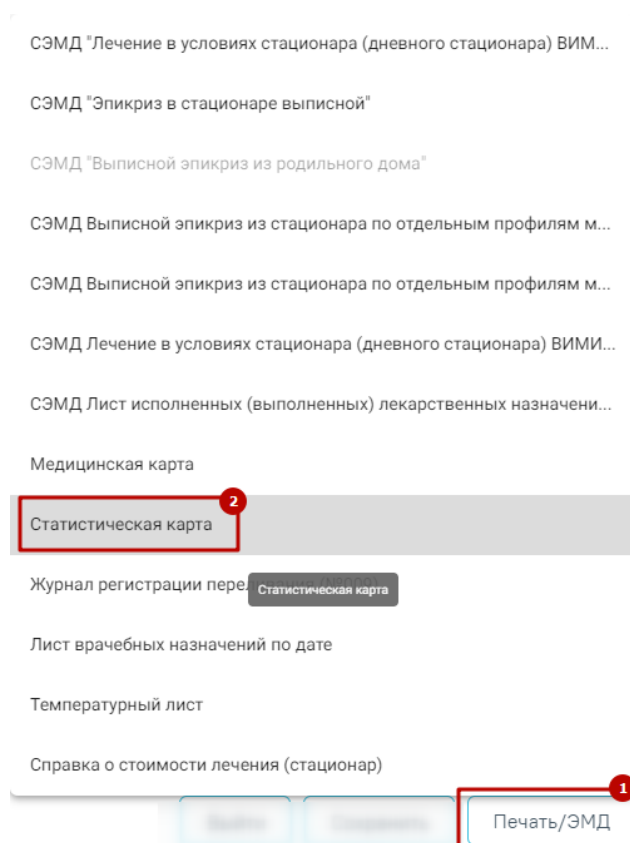 СЭМД "Лечение в условиях стационара (дневного стационара) ВИМ...
СЭМД "Эпикриз в стационаре выписной"
СЭМД "Выписной эпикриз из родильного дома"
СЭМД Выписной эпикриз из стационара по отдельным профилям м...
СЭМД Выписной эпикриз из стационара по отдельным профилям м...
СЭМД Лечение в условиях стационара (дневного стационара) ВИМИ...
СЭМД Лист исполненных (выполненных) лекарственных назначени...
Медицинская карта
2
Статистическая карта
Журнал регистрации переливания (№009)
Статистическая карта
Лист врачебных назначений по дате
Температурный лист
Справка о стоимости лечения (стационар)
1
Печать/ЭМД